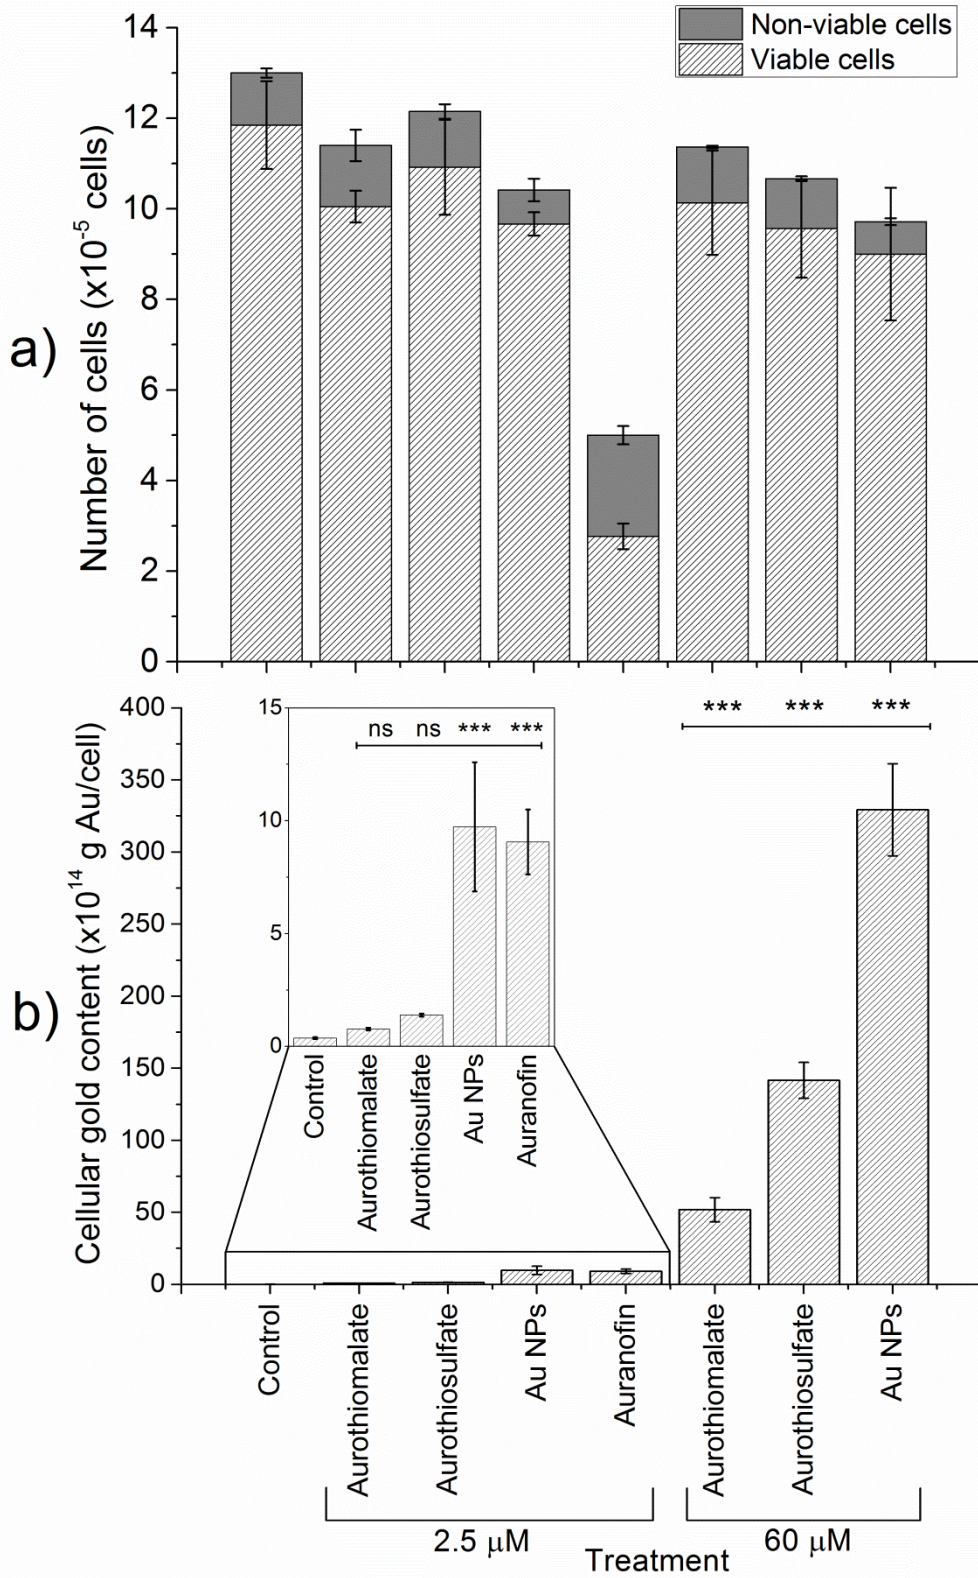 Non-viable cells
Viable cells
14
12
10
8
6
4
2
0
Number of cells (x10⁻⁵ cells)
a)
400
350
300
250
200
150
100
50
0
Cellular gold content (x10¹⁴ g Au/cell)
b)
15
10
5
0
ns ns *** ***
Control
Aurothiomalate
Aurothiosulfate
Au NPs
Auranofin
*** *** ***
Control
Aurothiomalate
Aurothiosulfate
Au NPs
Auranofin
Aurothiomalate
Aurothiosulfate
Au NPs
2.5 μM
60 μM
Treatment